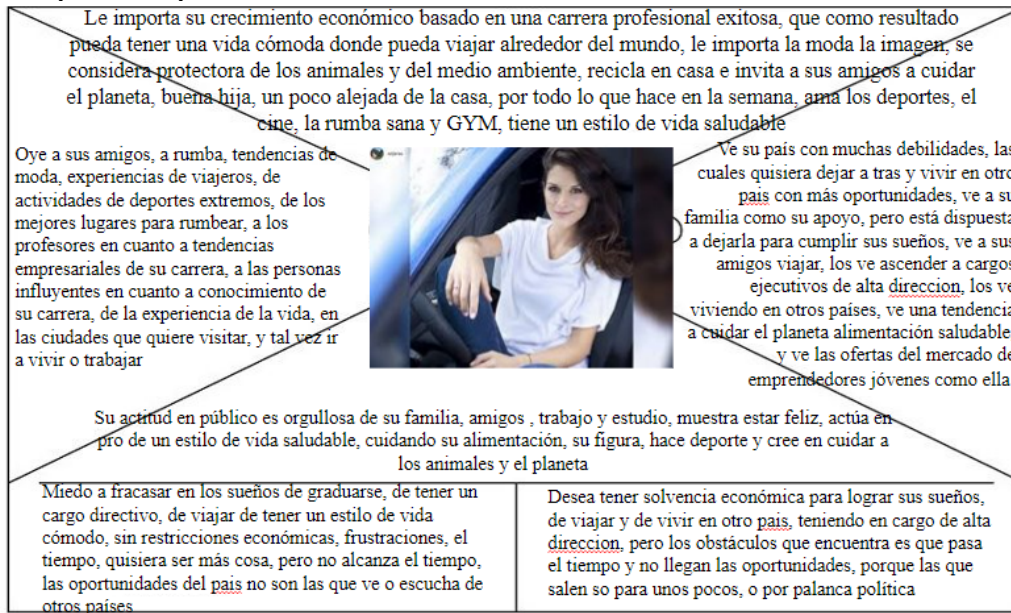 Le importa su crecimiento económico basado en una carrera profesional exitosa, que como resultado
pueda tener una vida cómoda donde pueda viajar alrededor del mundo, le importa la moda la imagen, se
considera protectora de los animales y del medio ambiente, recicla en casa e invita a sus amigos a cuidar
el planeta, buena hija, un poco alejada de la casa, por todo lo que hace en la semana, ama los deportes, el
cine, la rumba sana y GYM, tiene un estilo de vida saludable
Oye a sus amigos, a rumba, tendencias de
moda, experiencias de viajeros, de
actividades de deportes extremos, de los
mejores lugares para rumbear, a los
profesores en cuanto a tendencias
empresariales de su carrera, a las personas
influyentes en cuanto a conocimiento de
su carrera, de la experiencia de la vida, en
las ciudades que quiere visitar, y tal vez ir
a vivir o trabajar
Ve su país con muchas debilidades, las
cuales quisiera dejar a tras y vivir en otro
pais con más oportunidades, ve a su
familia como su apoyo, pero está dispuesta
a dejarla para cumplir sus sueños, ve a sus
amigos viajar, los ve ascender a cargos
ejecutivos de alta direccion, los ve
viviendo en otros países, ve una tendencia
a cuidar el planeta alimentación saludable
y ve las ofertas del mercado de
emprendedores jóvenes como ella
Su actitud en público es orgullosa de su familia, amigos , trabajo y estudio, muestra estar feliz, actúa en
pro de un estilo de vida saludable, cuidando su alimentación, su figura, hace deporte y cree en cuidar a
los animales y el planeta
Miedo a fracasar en los sueños de graduarse, de tener un
cargo directivo, de viajar de tener un estilo de vida
cómodo, sin restricciones económicas, frustraciones, el
tiempo, quisiera ser más cosa, pero no alcanza el tiempo,
las oportunidades del pais no son las que ve o escucha de
otros países
Desea tener solvencia económica para lograr sus sueños,
de viajar y de vivir en otro pais, teniendo en cargo de alta
direccion, pero los obstáculos que encuentra es que pasa
el tiempo y no llegan las oportunidades, porque las que
salen so para unos pocos, o por palanca política